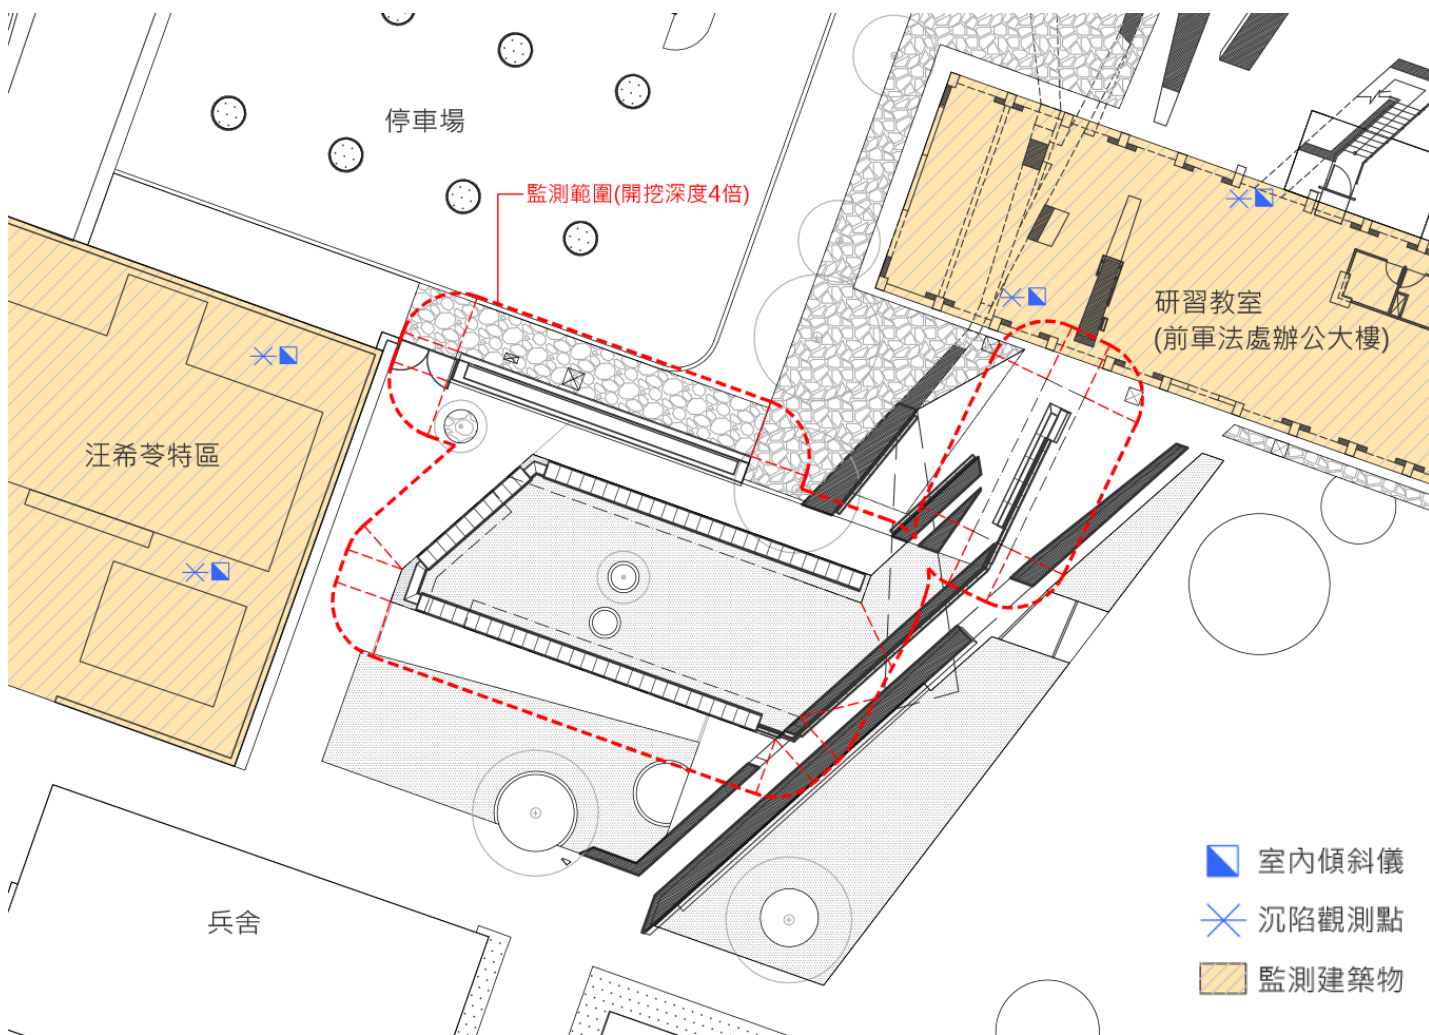 停車場
監測範圍(開挖深度4倍)
研習教室
(前軍法處辦公大樓)
汪希苓特區
兵舍
室內傾斜儀
沉陷觀測點
監測建築物